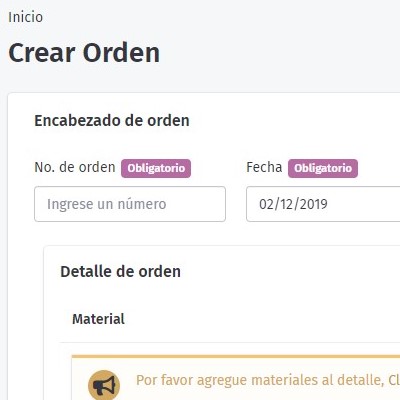 Inicio
Crear Orden
Encabezado de orden
No. de orden Obligatorio
Fecha Obligatorio
Ingrese un número
02/12/2019
Detalle de orden
Material
Por favor agregue materiales al detalle, Cl